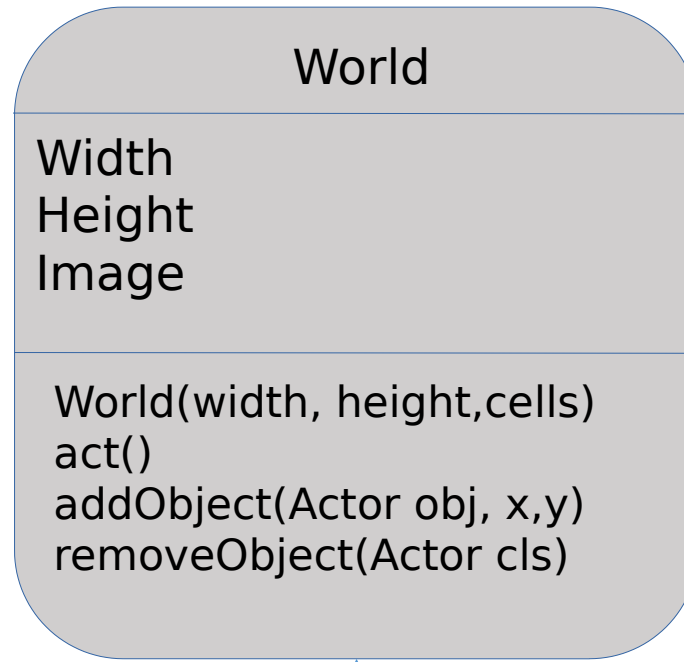 World
Width
Height
Image
World(width, height,cells)
act()
addObject(Actor obj, x,y)
removeObject(Actor cls)